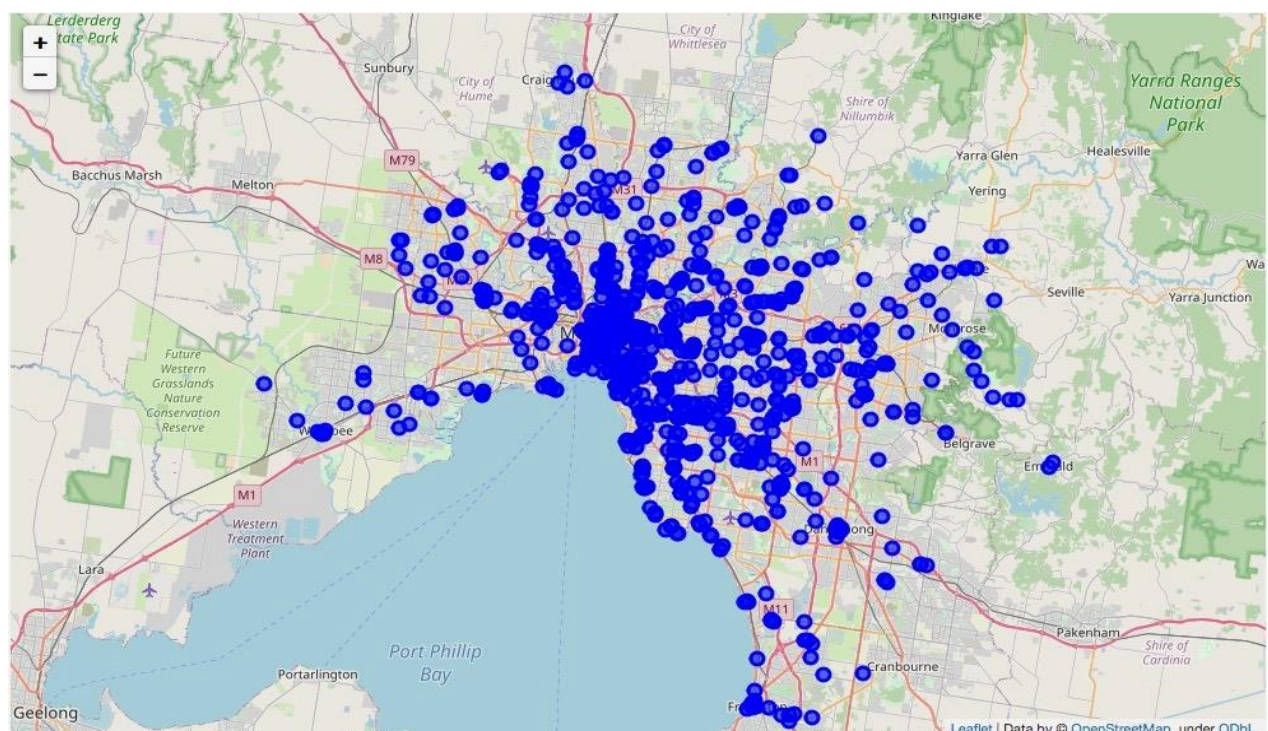 Lerderderg
State Park
Kinglake
City of
Whittlesea
+
−
Sunbury
City of
Hume
Craig
Shire of
Nillumbik
Yarra Ranges
National
Park
M79
Yarra Glen
Healesville
Bacchus Marsh
Melton
M31
Yering
M8
Seville
Yarra Junction
Wa
Future
Western
Grasslands
Nature
Conservation
Reserve
Belgrave
M1
M1
Western
Treatment
Plant
Lara
M11
Pakenham
Shire of
Cardinia
Port Phillip
Bay
Portarlington
Cranbourne
Geelong
Leaflet | Data by © OpenStreetMap, under ODbL